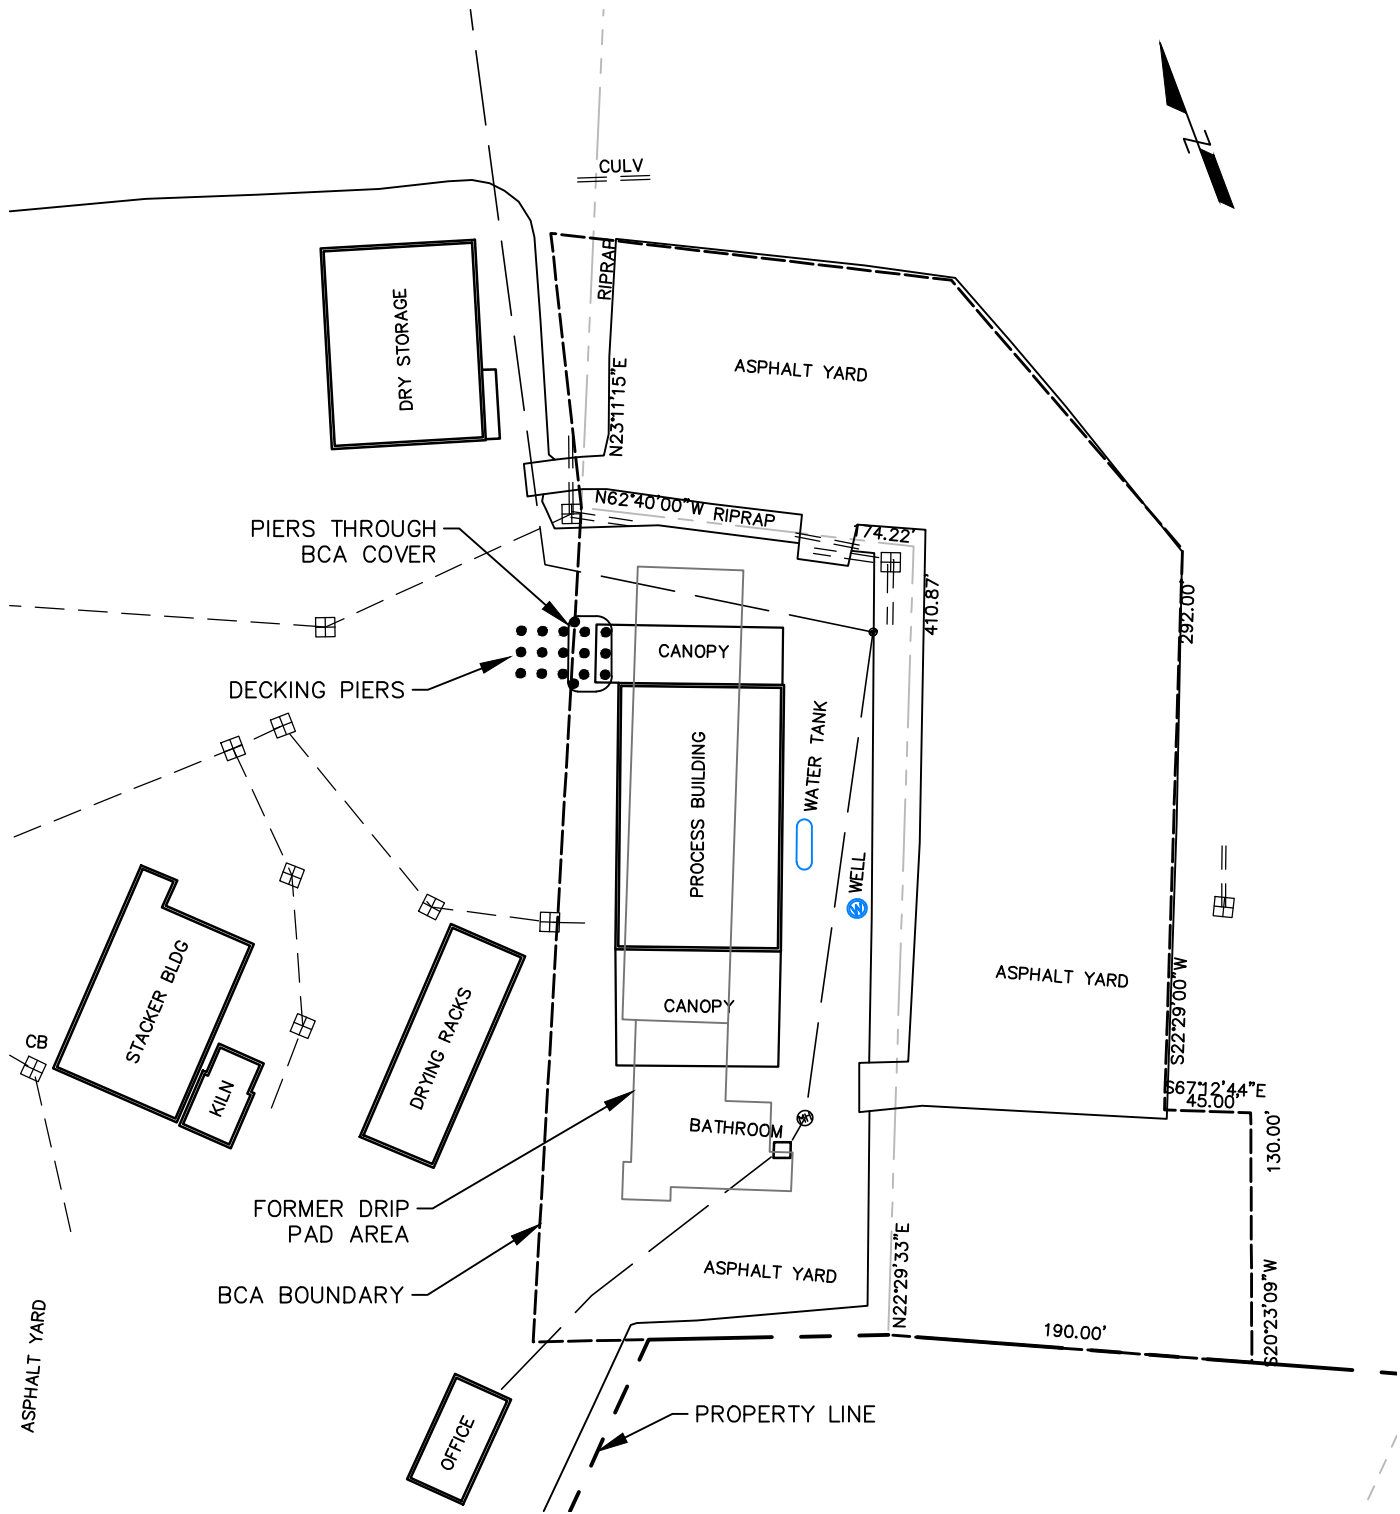 CULV
RIPRAP
DRY STORAGE
N23°11'15"E
ASPHALT YARD
N62°40'00"W RIPRAP
174.22'
PIERS THROUGH
BCA COVER
410.87'
292.00'
CANOPY
DECKING PIERS
WATER TANK
PROCESS BUILDING
WELL
STACKER BLDG
DRYING RACKS
CANOPY
ASPHALT YARD
S22°29'00"W
CB
KILN
S67°12'44"E
45.00'
130.00'
BATHROOM
FORMER DRIP
PAD AREA
MH
BCA BOUNDARY
ASPHALT YARD
N22°29'33"E
190.00'
S20°23'09"W
ASPHALT YARD
OFFICE
PROPERTY LINE
N
W